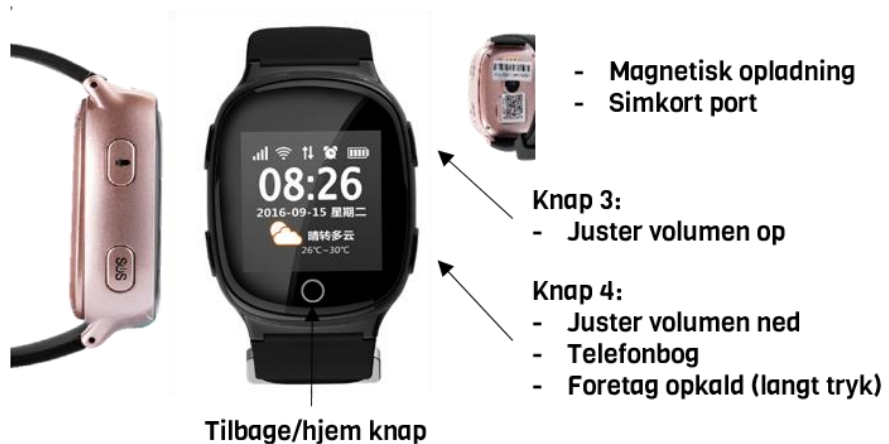 - Magnetisk opladning
- Simkort port
08:26
2016-09-15 星期二
晴转多云
26℃~30℃
SOS
Knap 3:
- Juster volumen op
Knap 4:
- Juster volumen ned
- Telefonbog
- Foretag opkald (langt tryk)
Tilbage/hjem knap